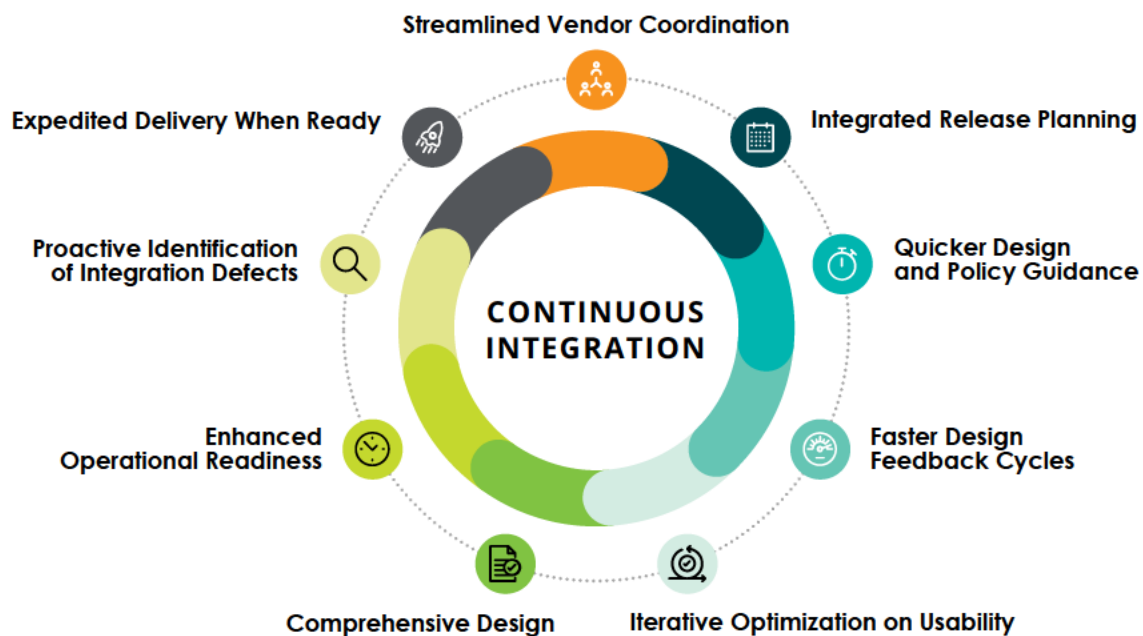 Streamlined Vendor Coordination
Expedited Delivery When Ready
Integrated Release Planning
Proactive Identification
of Integration Defects
Quicker Design
and Policy Guidance
CONTINUOUS
INTEGRATION
Enhanced
Operational Readiness
Faster Design
Feedback Cycles
Comprehensive Design
Iterative Optimization on Usability